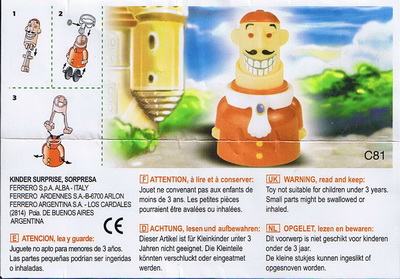 1
2
3
C81
KINDER SURPRISE, SORPRESA
FERRERO S.p.A. ALBA - ITALY
FERRERO ARDENNES S.A.-B-6700 ARLON
FERRERO ARGENTINA S.A. - LOS CARDALES
(2814) Pcia. DE BUENOS AIRES
ARGENTINA
CE
E ATENCION, lea y guarde:
Juguete no apto para menores de 3 años.
Las partes pequeñas podrían ser ingeridas
o inhaladas.
F ATTENTION, à lire et à conserver:
Jouet ne convenant pas aux enfants de
moins de 3 ans. Les petites pièces
pourraient être avalées ou inhalées.
D ACHTUNG, lesen und aufbewahren:
Dieser Artikel ist für Kleinkinder unter 3
Jahren nicht geeignet. Die Kleinteile
könnten verschluckt oder eingeatmet
werden.
UK WARNING, read and keep:
Toy not suitable for children under 3 years.
Small parts might be swallowed or
inhaled.
NL OPGELET, lezen en bewaren:
Dit voorwerp is niet geschikt voor kinderen
onder de 3 jaar.
De kleine stukjes kunnen ingeslikt of
opgesnoven worden.